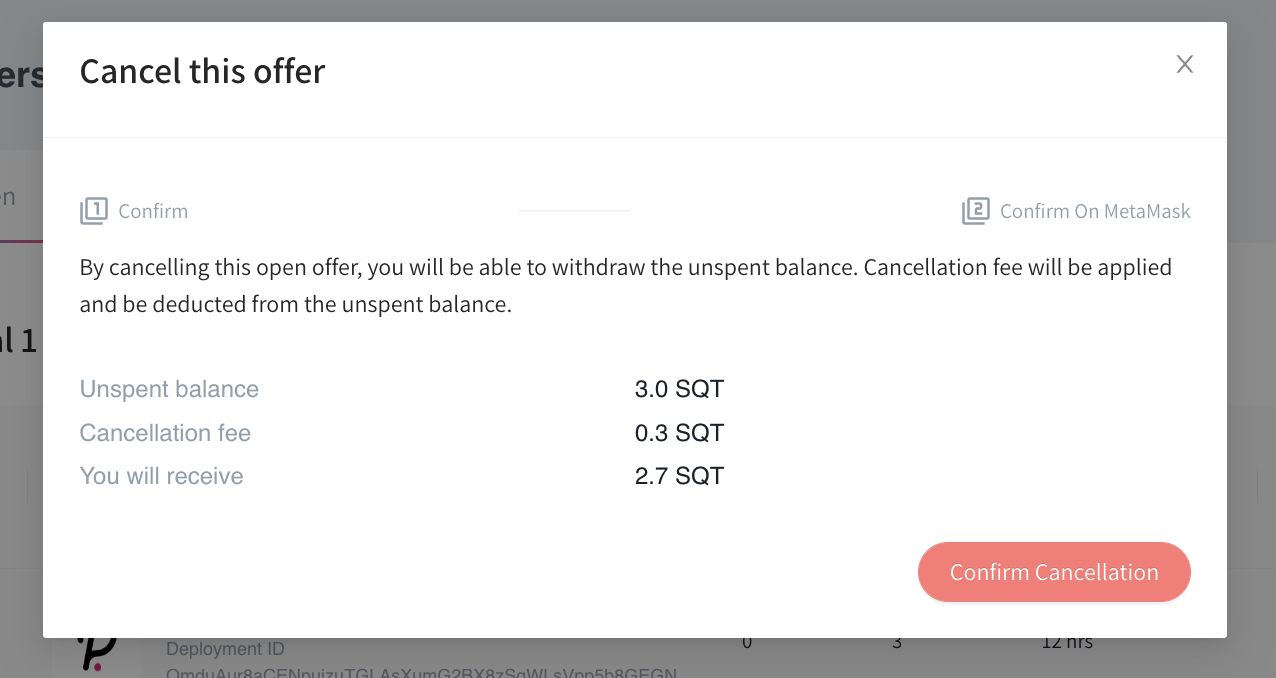 Cancel this offer
1 Confirm
2 Confirm On MetaMask
By cancelling this open offer, you will be able to withdraw the unspent balance. Cancellation fee will be applied
and be deducted from the unspent balance.
Unspent balance 3.0 SQT
Cancellation fee 0.3 SQT
You will receive 2.7 SQT
Confirm Cancellation
Deployment ID 0 3 12 hrs